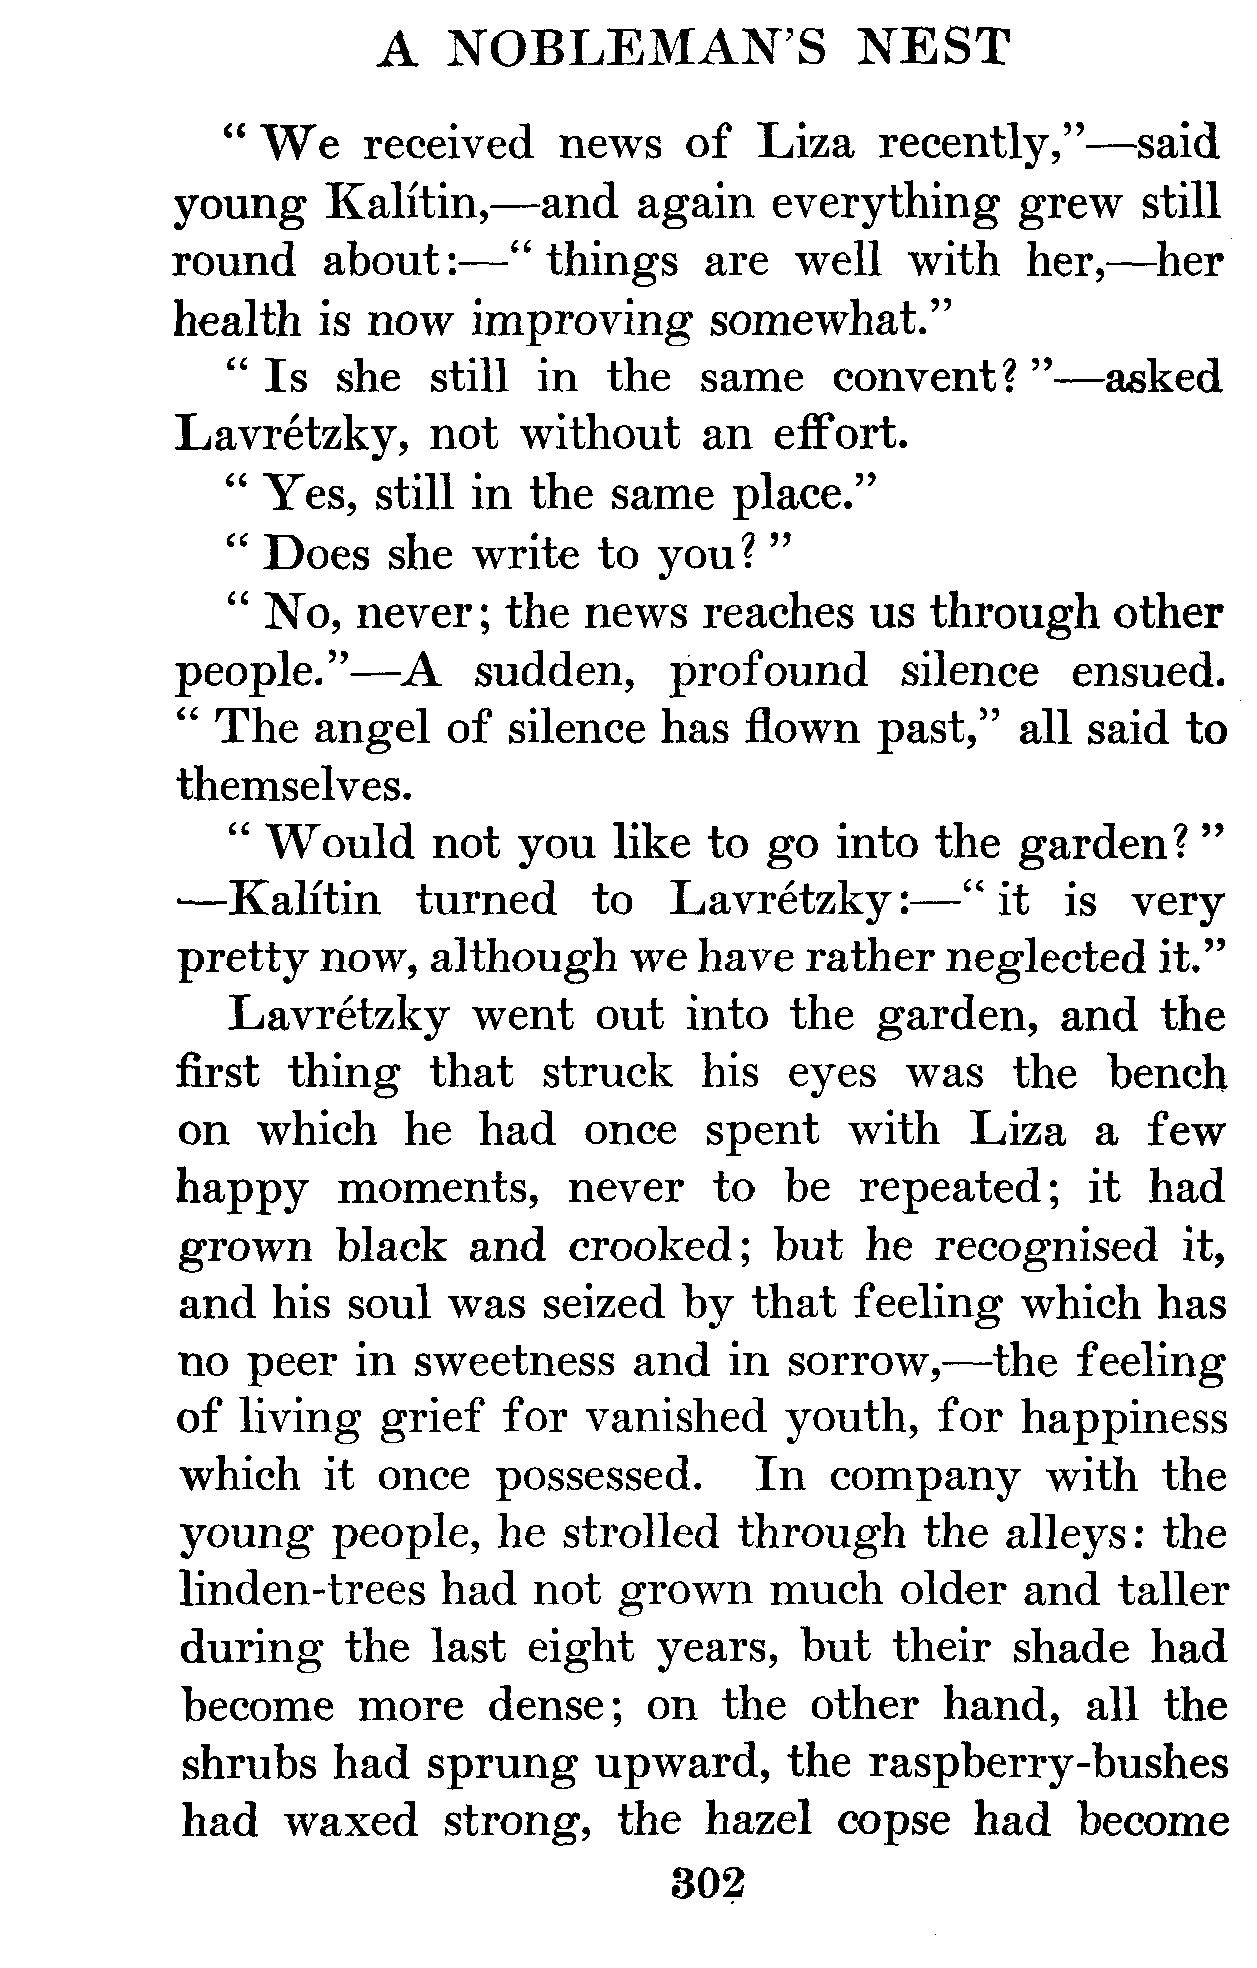 A NOBLEMAN'S NEST
“ We received news of Liza recently,”—said
young Kalítin,—and again everything grew still
round about:—“ things are well with her,—her
health is now improving somewhat.”
“ Is she still in the same convent? ”—asked
Lavrétzky, not without an effort.
“ Yes, still in the same place.”
“ Does she write to you? ”
“ No, never; the news reaches us through other
people.”—A sudden, profound silence ensued.
“ The angel of silence has flown past,” all said to
themselves.
“ Would not you like to go into the garden? ”
—Kalítin turned to Lavrétzky:—“ it is very
pretty now, although we have rather neglected it.”
Lavrétzky went out into the garden, and the
first thing that struck his eyes was the bench
on which he had once spent with Liza a few
happy moments, never to be repeated; it had
grown black and crooked; but he recognised it,
and his soul was seized by that feeling which has
no peer in sweetness and in sorrow,—the feeling
of living grief for vanished youth, for happiness
which it once possessed. In company with the
young people, he strolled through the alleys: the
linden-trees had not grown much older and taller
during the last eight years, but their shade had
become more dense; on the other hand, all the
shrubs had sprung upward, the raspberry-bushes
had waxed strong, the hazel copse had become
302